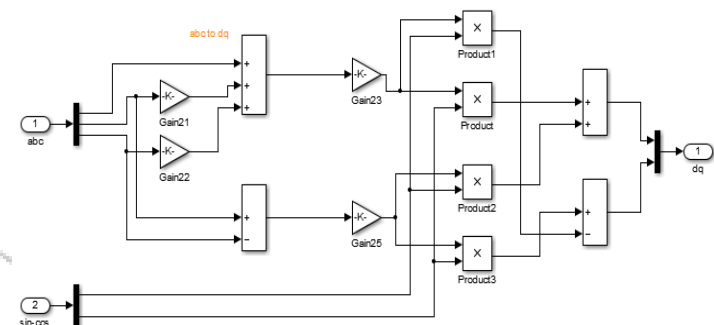 abc to dq
Product1
-K-
Gain23
-K-
Gain21
Product
1
abc
-K-
Gain22
1
dq
Product2
-K-
Gain25
Product3
2
sin-cos